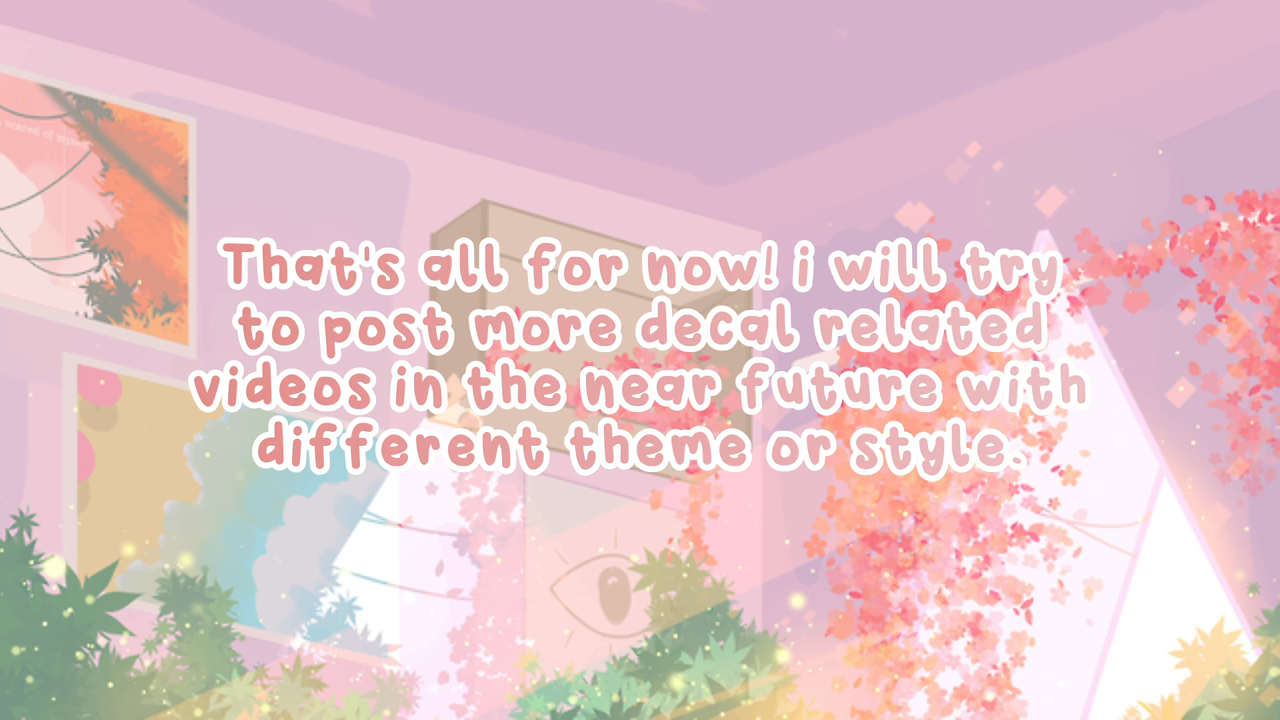 That's all for now! i will try
to post more decal related
videos in the near future with
different theme or style.